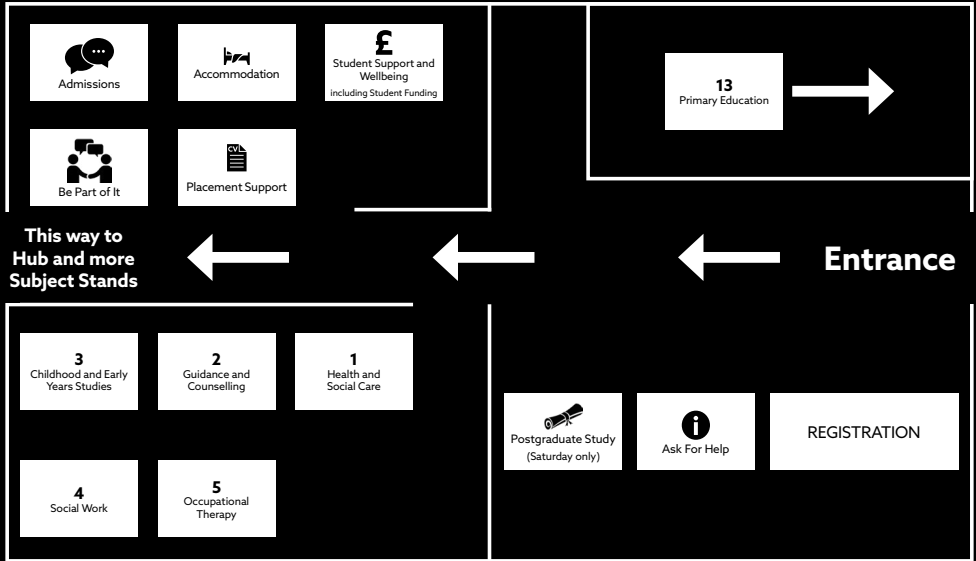 Admissions
Accommodation
£
Student Support and
Wellbeing
including Student Funding
13
Primary Education
Be Part of It
CV
Placement Support
This way to
Hub and more
Subject Stands
Entrance
3
Childhood and Early
Years Studies
2
Guidance and
Counselling
1
Health and
Social Care
Postgraduate Study
(Saturday only)
i
Ask For Help
REGISTRATION
4
Social Work
5
Occupational
Therapy